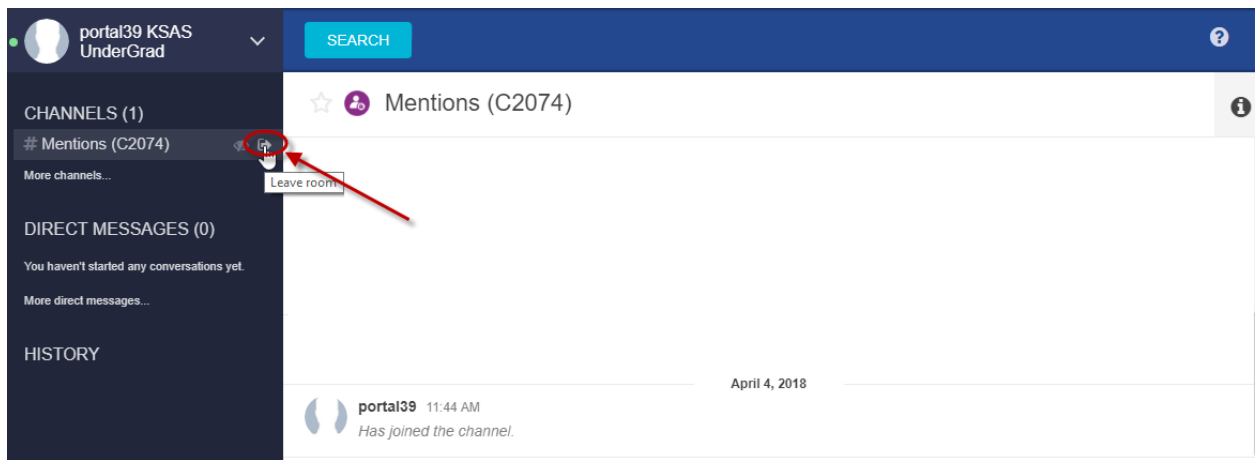 portal39 KSAS
UnderGrad
SEARCH
CHANNELS (1)
# Mentions (C2074)
Leave room
More channels...
DIRECT MESSAGES (0)
You haven't started any conversations yet.
More direct messages...
HISTORY
Mentions (C2074)
April 4, 2018
portal39 11:44 AM
Has joined the channel.